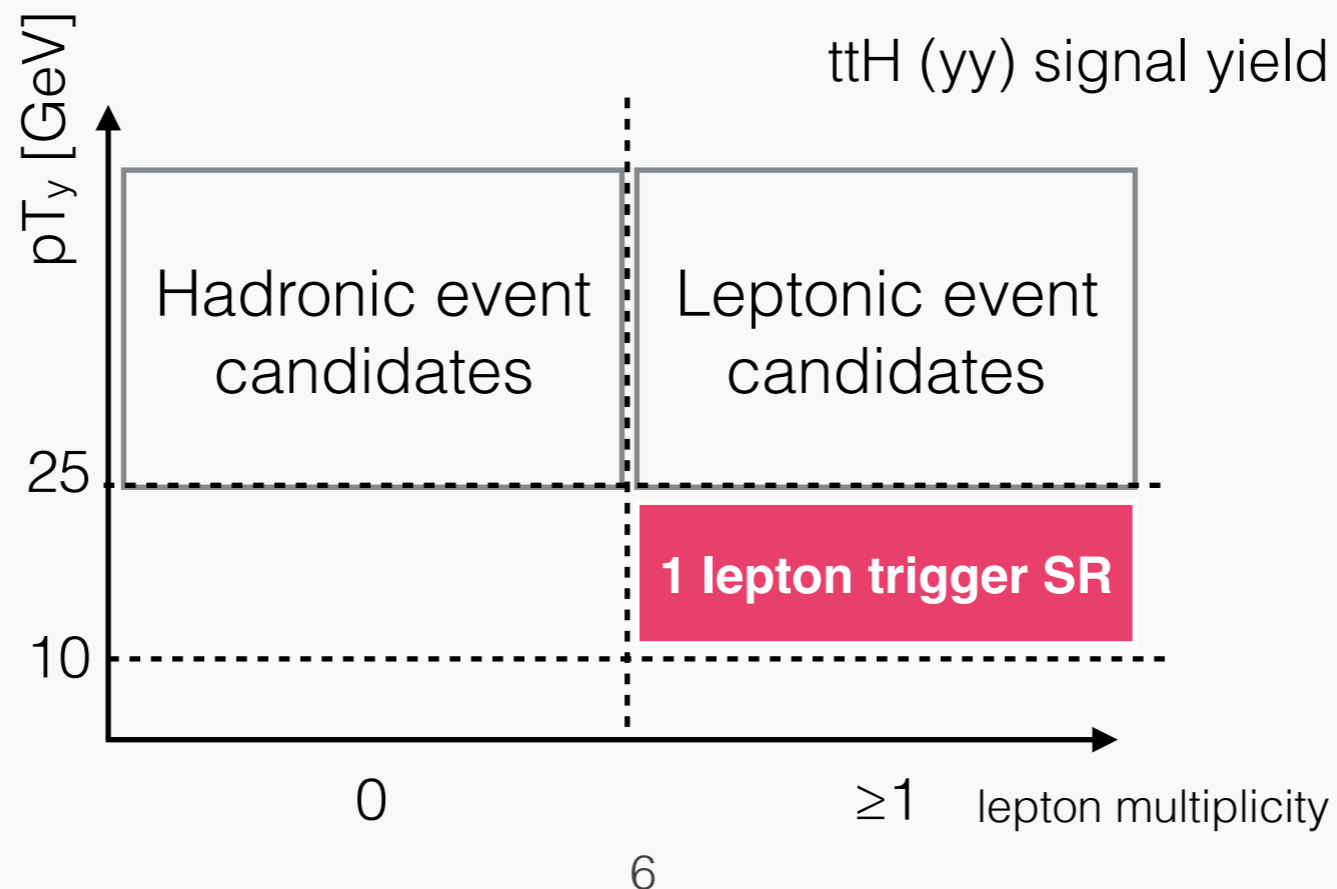 ttH (yy) signal yield
pTy [GeV]
Hadronic event
candidates
Leptonic event
candidates
25
1 lepton trigger SR
10
0
≥1
lepton multiplicity
6